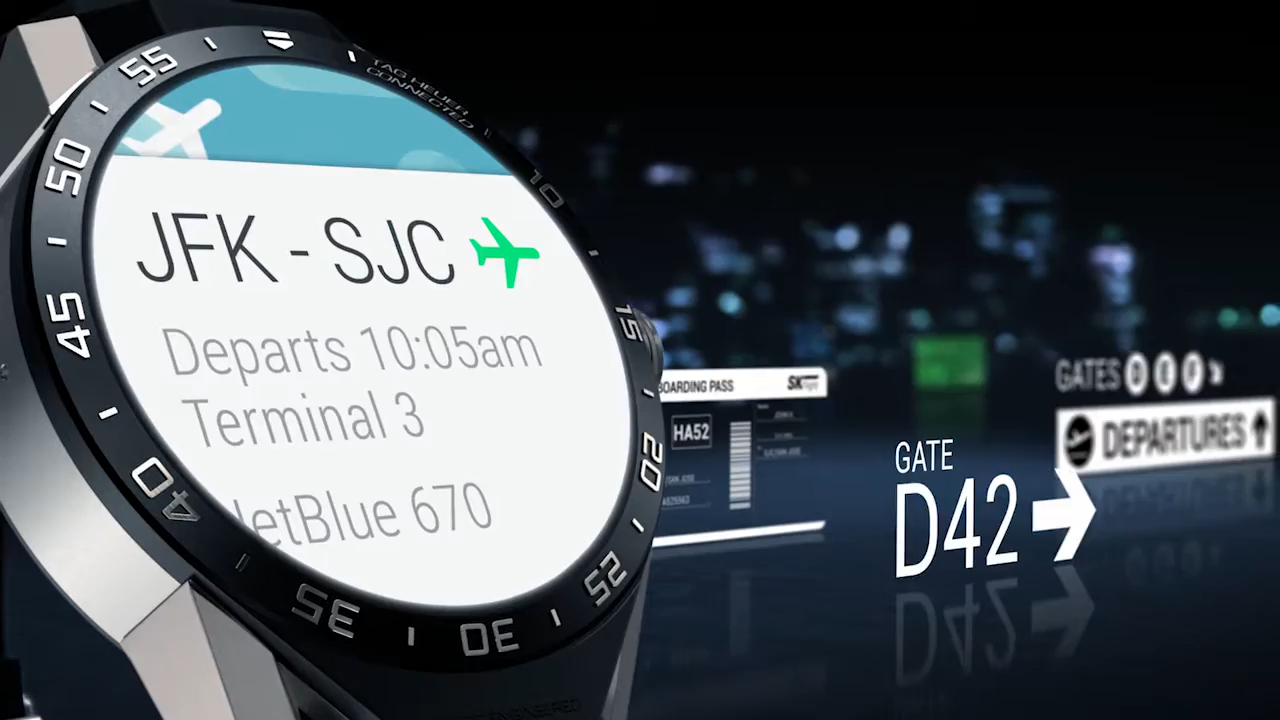 55
50
45
40
35
30
25
20
15
10
TAG HEUER
CONNECTED
JFK - SJC
Departs 10:05am
Terminal 3
JetBlue 670
BOARDING PASS
HA52
GATE
D42
GATES
DEPARTURES